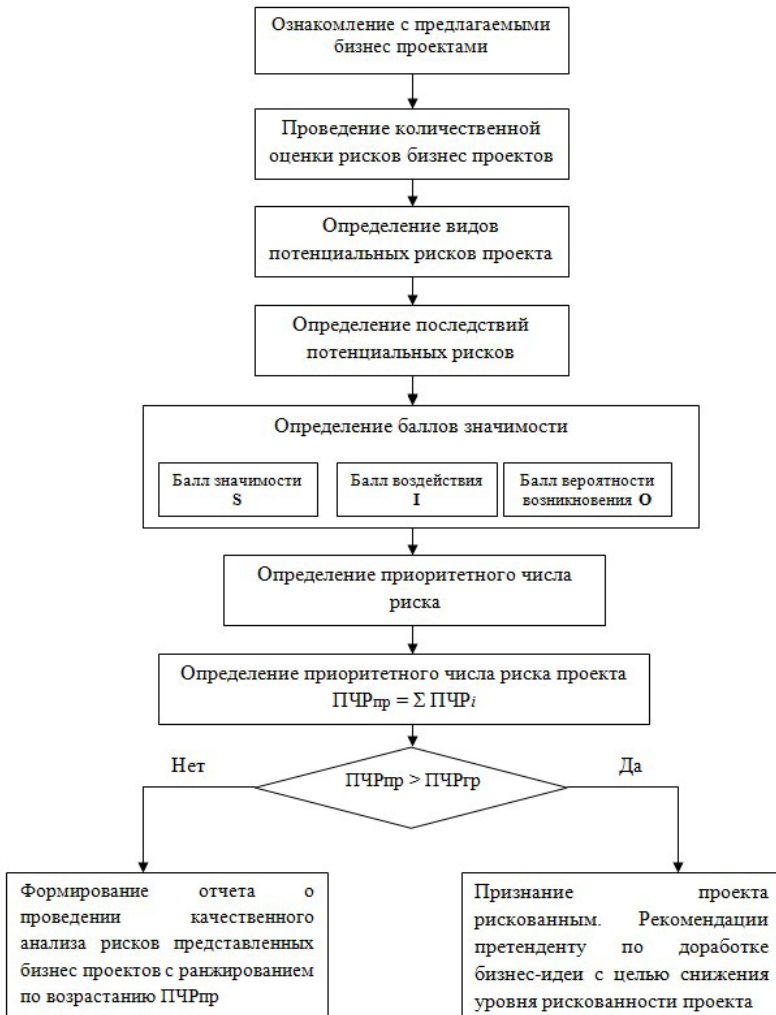 Ознакомление с предлагаемыми
бизнес проектами
Проведение количественной
оценки рисков бизнес проектов
Определение видов
потенциальных рисков проекта
Определение последствий
потенциальных рисков
Определение баллов значимости
Балл значимости
S
Балл воздействия
I
Балл вероятности
возникновения O
Определение приоритетного числа
риска
Определение приоритетного числа риска проекта
ПЧРпр = Σ ПЧРi
Нет
ПЧРпр > ПЧРгр
Да
Формирование отчета о
проведении качественного
анализа рисков представленных
бизнес проектов с ранжированием
по возрастанию ПЧРпр
Признание проекта
рискованным. Рекомендации
претенденту по доработке
бизнес-идеи с целью снижения
уровня рискованности проекта